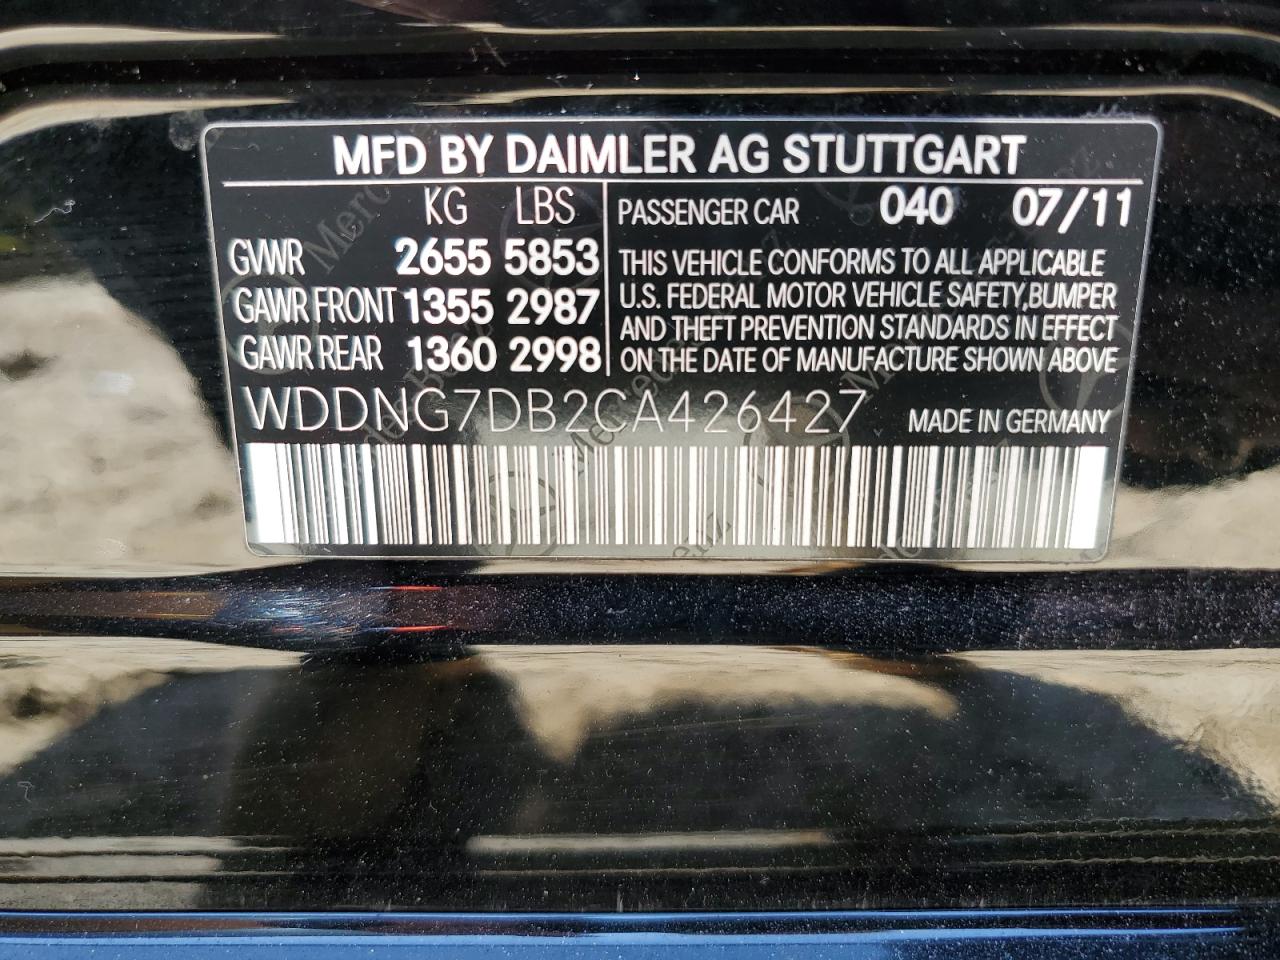 MFD BY DAIMLER AG STUTTGART
KG LBS
GVWR 2655 5853
GAWR FRONT 1355 2987
GAWR REAR 1360 2998
PASSENGER CAR 040 07/11
THIS VEHICLE CONFORMS TO ALL APPLICABLE
U.S. FEDERAL MOTOR VEHICLE SAFETY, BUMPER
AND THEFT PREVENTION STANDARDS IN EFFECT
ON THE DATE OF MANUFACTURE SHOWN ABOVE
WDDNG7DB2CA426427 MADE IN GERMANY